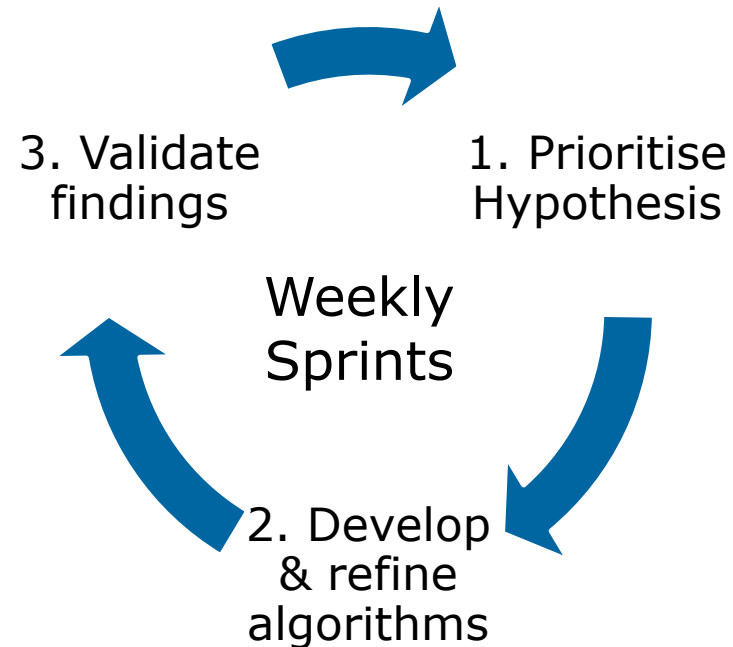 3. Validate
findings
1. Prioritise
Hypothesis
Weekly
Sprints
2. Develop
& refine
algorithms